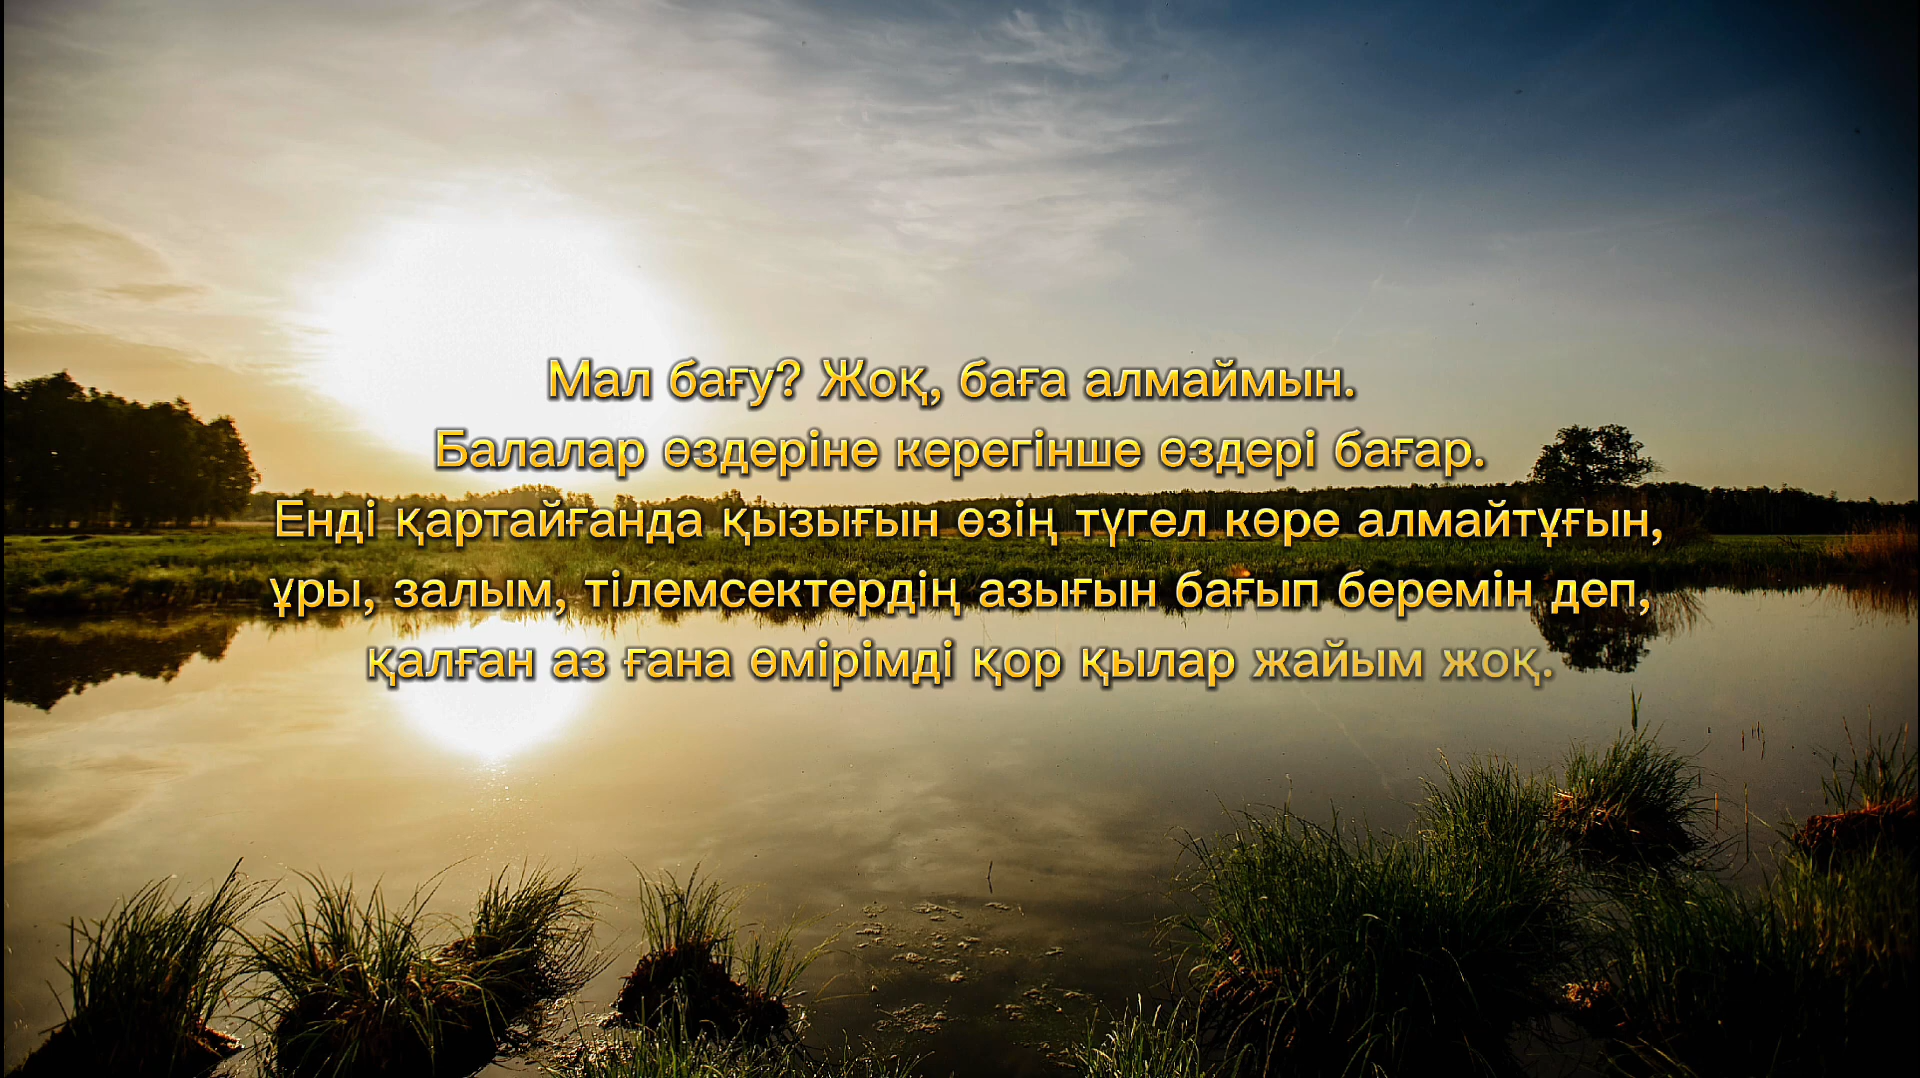 Мал бағу? Жоқ, баға алмаймын.
Балалар өздеріне керегінше өздері бағар.
Енді қартайғанда қызығын өзің түгел көре алмайтұғын,
ұры, залым, тілемсектердің азығын бағып беремін деп,
қалған аз ғана өмірімді қор қылар жайым жоқ.